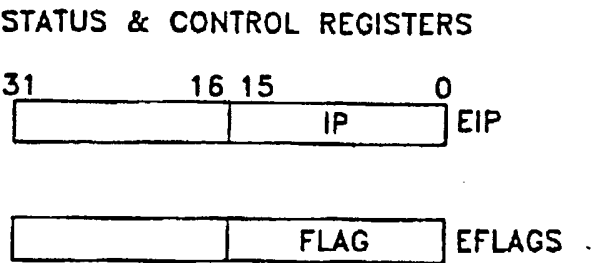 STATUS & CONTROL REGISTERS
31 16 15 0
IP EIP
FLAG EFLAGS